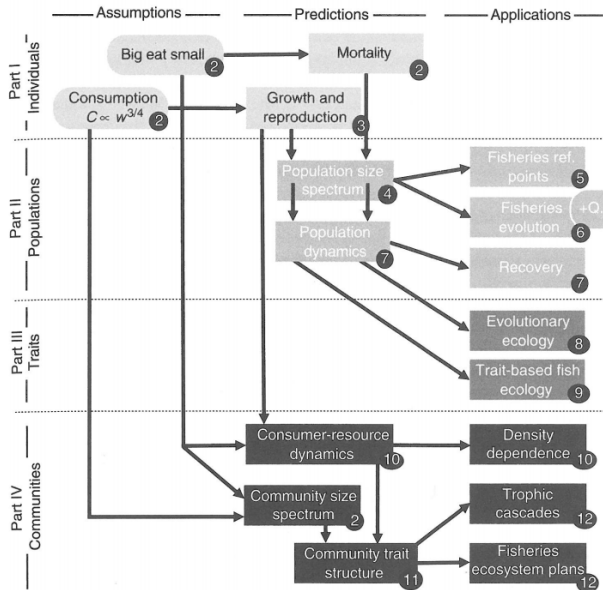 Assumptions
Predictions
Applications
Part I
Individuals
Big eat small
2
Mortality
2
Consumption
C ∝ w^3/4
2
Growth and
reproduction
3
Part II
Populations
Population size
spectrum
4
Fisheries ref.
points
5
Fisheries
evolution
6
+Q
Population
dynamics
7
Recovery
7
Part III
Traits
Evolutionary
ecology
8
Trait-based fish
ecology
9
Part IV
Communities
Consumer-resource
dynamics
10
Density
dependence
10
Community size
spectrum
2
Trophic
cascades
12
Community trait
structure
11
Fisheries
ecosystem plans
12